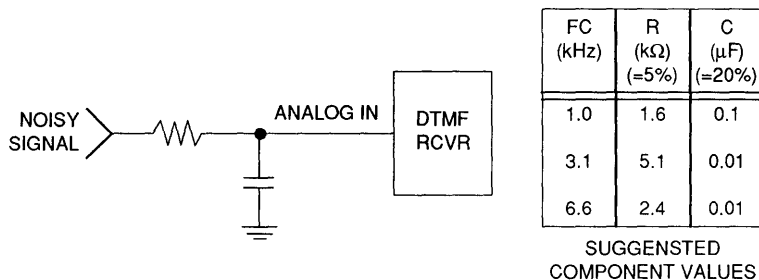 NOISY
SIGNAL
ANALOG IN
DTMF
RCVR
FC R C
(kHz) (kΩ) (μF)
(=5%) (=20%)
1.0 1.6 0.1
3.1 5.1 0.01
6.6 2.4 0.01
SUGGENSTED
COMPONENT VALUES